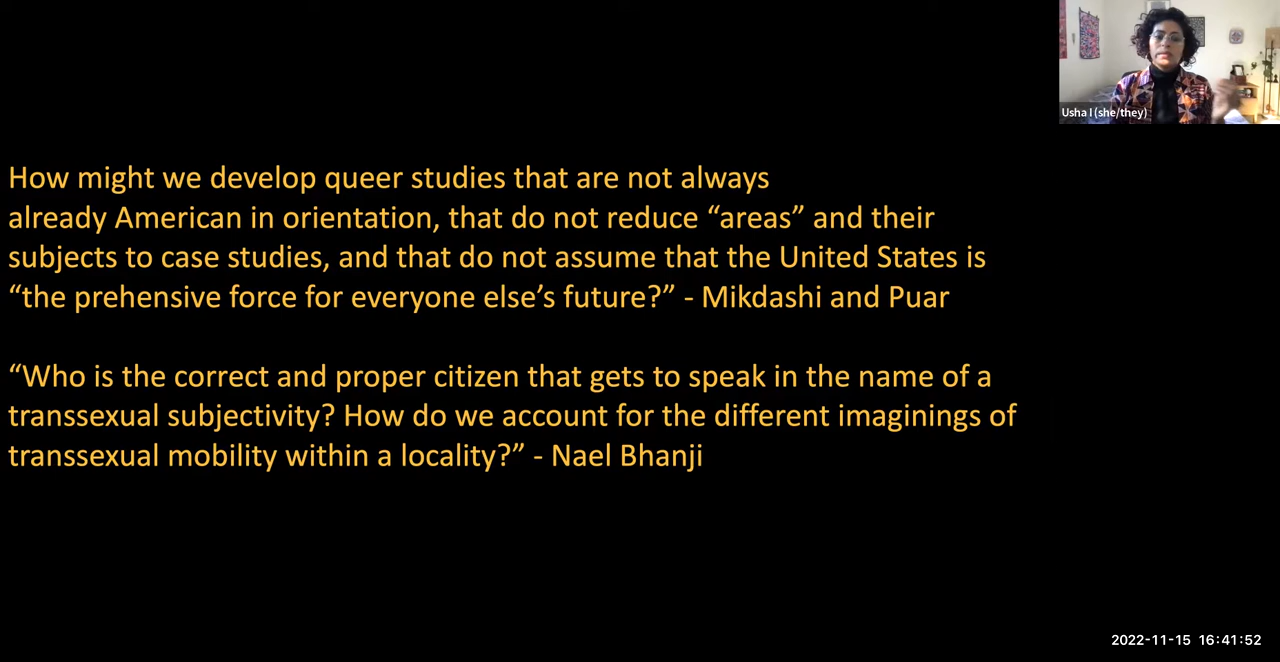 Usha I (she/they)
How might we develop queer studies that are not always
already American in orientation, that do not reduce “areas” and their
subjects to case studies, and that do not assume that the United States is
“the prehensive force for everyone else’s future?” - Mikdashi and Puar
“Who is the correct and proper citizen that gets to speak in the name of a
transsexual subjectivity? How do we account for the different imaginings of
transsexual mobility within a locality?” - Nael Bhanji
2022-11-15 16:41:52